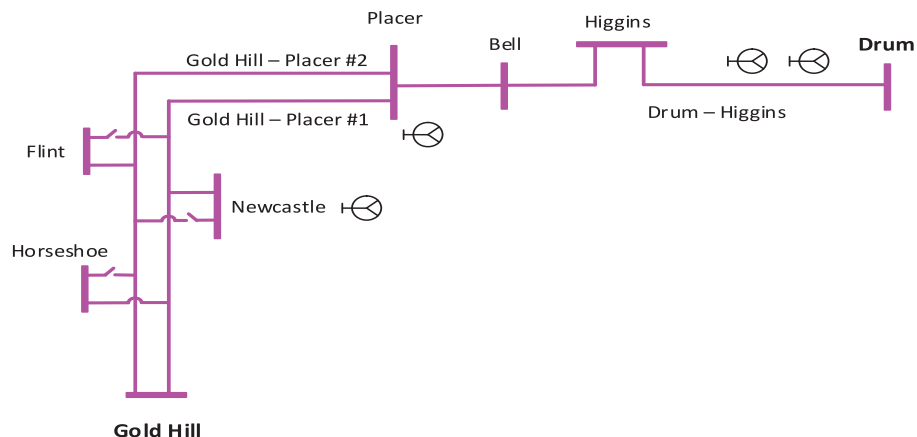 Placer
Higgins
Bell
Drum
Gold Hill – Placer #2
Gold Hill – Placer #1
Drum – Higgins
Flint
Newcastle
Horseshoe
Gold Hill